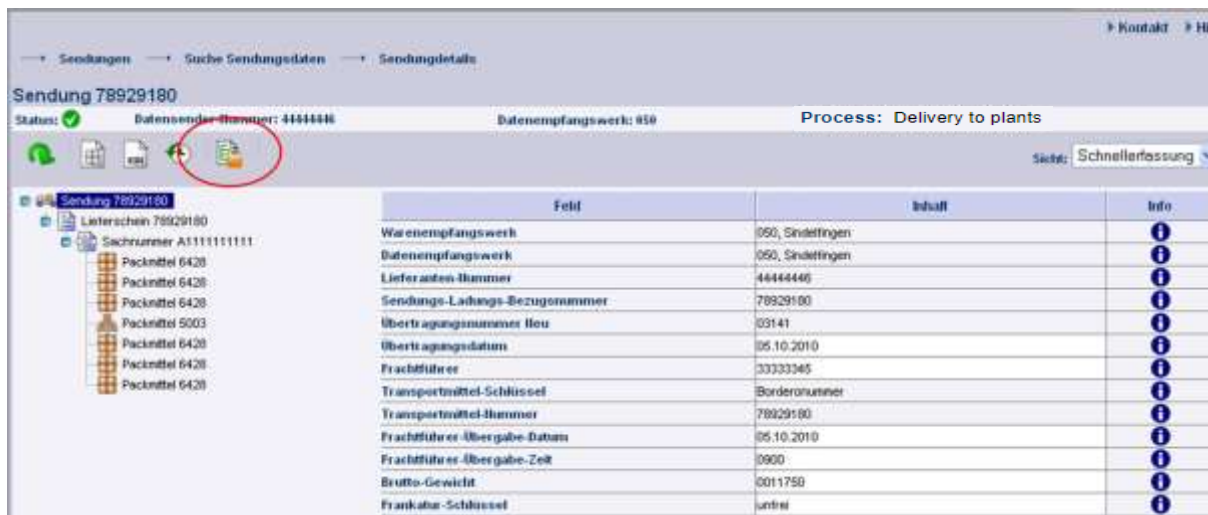 Kontakt
Sendungen Suche Sendungsdaten Sendungdetails
Sendung 78929180
Status: Datensender-Nummer: 44444446 Datenempfangswerk: 050 Process: Delivery to plants
Sicht: Schnellerfassung
Sendung 78929180
Lieferschein 78929180
Sachnummer A1111111111
Packmittel 6428
Packmittel 6428
Packmittel 6428
Packmittel 5003
Packmittel 6428
Packmittel 6428
Packmittel 6428
Feld Inhalt Info
Warenempfangswerk 050, Sindelfingen
Datenempfangswerk 050, Sindelfingen
Lieferanten-Nummer 44444446
Sendungs-Ladungs-Bezugsnummer 78929180
Übertragungsnummer Neu 03141
Übertragungsdatum 05.10.2010
Frachtführer 33333345
Transportmittel-Schlüssel Borderonummer
Transportmittel-Nummer 78929180
Frachtführer-Übergabe-Datum 05.10.2010
Frachtführer-Übergabe-Zeit 0900
Brutto-Gewicht 0011759
Frankatur-Schlüssel unfrei